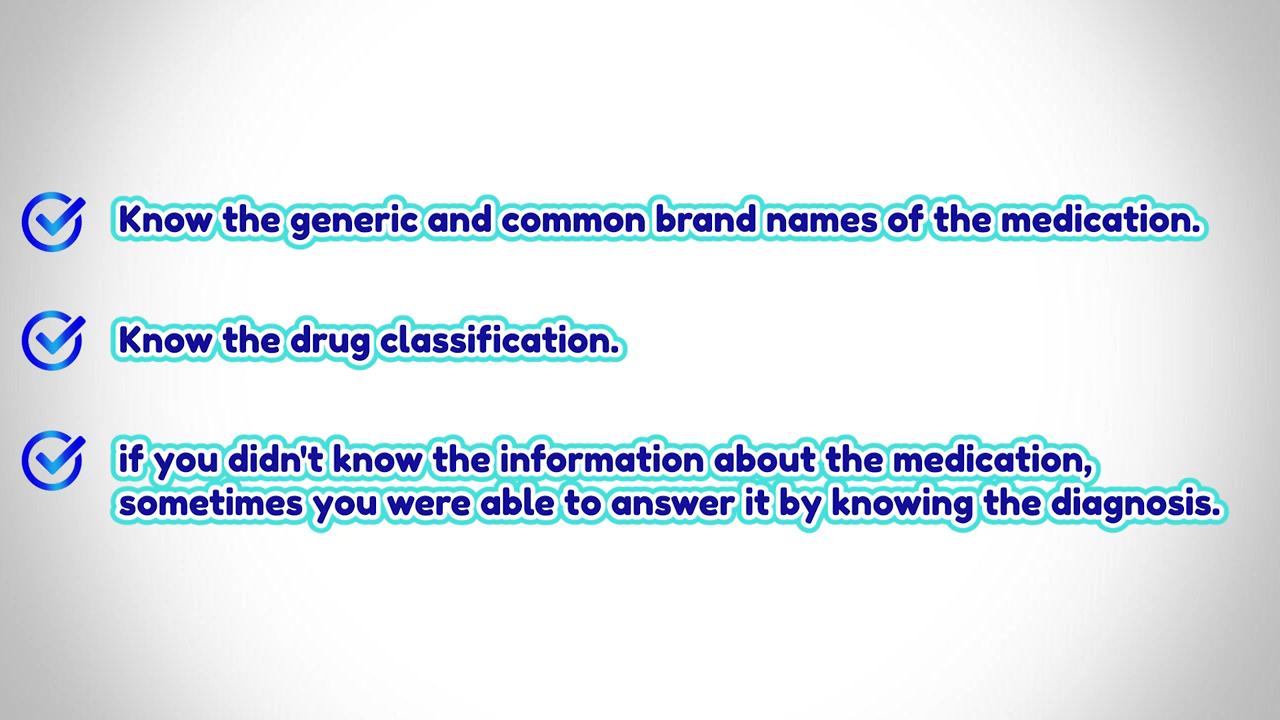 Know the generic and common brand names of the medication.
Know the drug classification.
if you didn't know the information about the medication,
sometimes you were able to answer it by knowing the diagnosis.